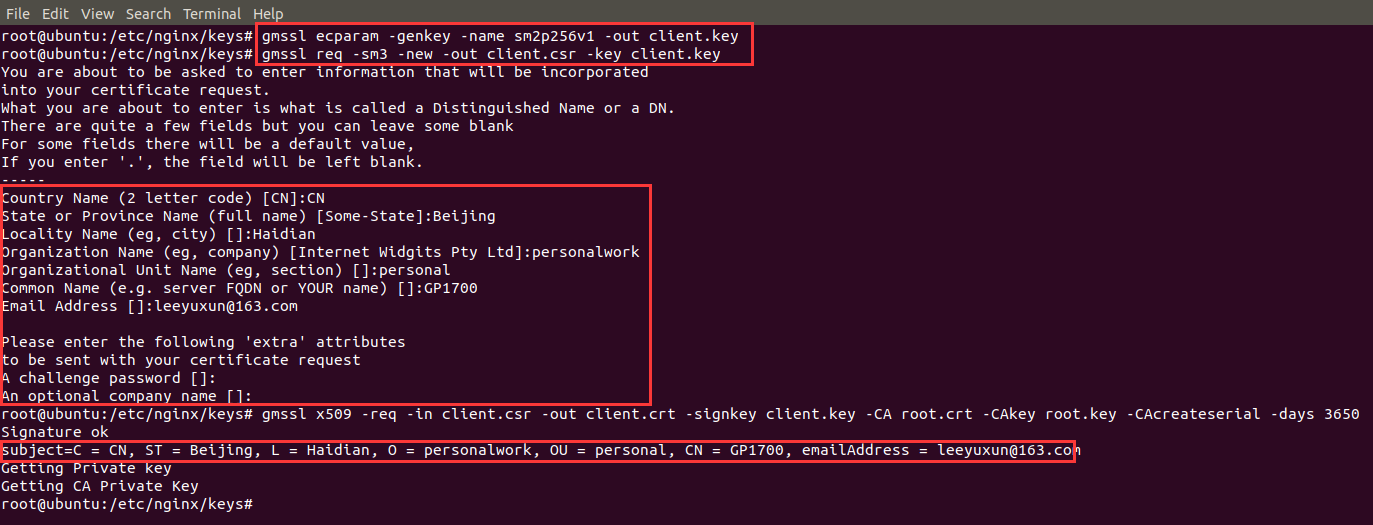 File Edit View Search Terminal Help
root@ubuntu:/etc/nginx/keys# gmssl ecparam -genkey -name sm2p256v1 -out client.key
root@ubuntu:/etc/nginx/keys# gmssl req -sm3 -new -out client.csr -key client.key
You are about to be asked to enter information that will be incorporated
into your certificate request.
What you are about to enter is what is called a Distinguished Name or a DN.
There are quite a few fields but you can leave some blank
For some fields there will be a default value,
If you enter '.', the field will be left blank.
-----
Country Name (2 letter code) [CN]:CN
State or Province Name (full name) [Some-State]:Beijing
Locality Name (eg, city) []:Haidian
Organization Name (eg, company) [Internet Widgits Pty Ltd]:personalwork
Organizational Unit Name (eg, section) []:personal
Common Name (e.g. server FQDN or YOUR name) []:GP1700
Email Address []:leeyuxun@163.com
Please enter the following 'extra' attributes
to be sent with your certificate request
A challenge password []:
An optional company name []:
root@ubuntu:/etc/nginx/keys# gmssl x509 -req -in client.csr -out client.crt -signkey client.key -CA root.crt -CAkey root.key -CAcreateserial -days 3650
Signature ok
subject=C = CN, ST = Beijing, L = Haidian, O = personalwork, OU = personal, CN = GP1700, emailAddress = leeyuxun@163.com
Getting Private key
Getting CA Private Key
root@ubuntu:/etc/nginx/keys#